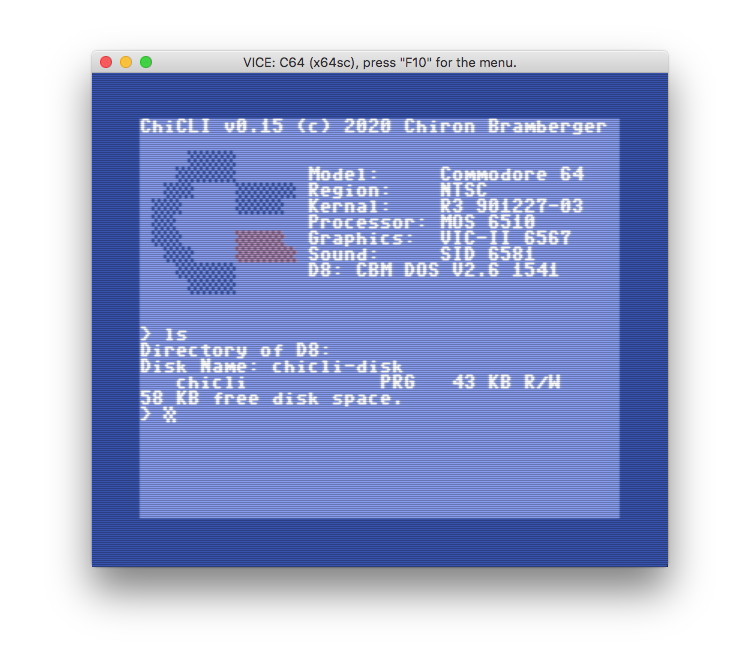 VICE: C64 (x64sc), press "F10" for the menu.
ChiCLI v0.15 (c) 2020 Chiron Bramberger
Model: Commodore 64
Region: NTSC
Kernal: R3 901227-03
Processor: MOS 6510
Graphics: VIC-II 6567
Sound: SID 6581
D8: CBM DOS V2.6 1541
> ls
Directory of D8:
Disk Name: chicli-disk
chicli PRG 43 KB R/W
58 KB free disk space.
>